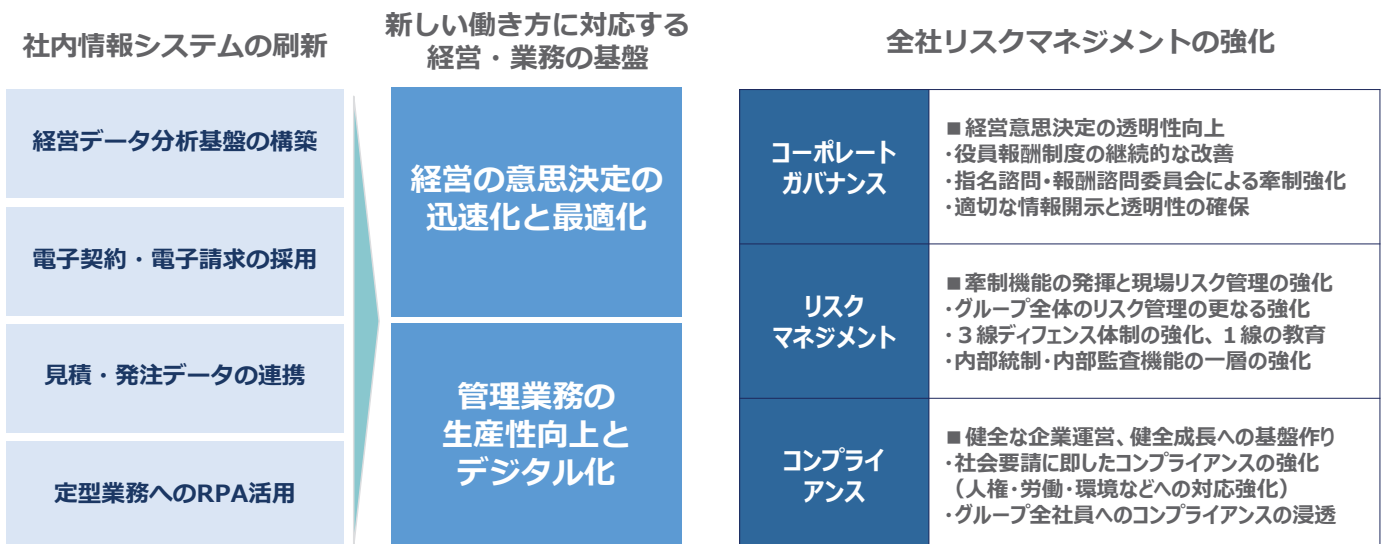 社内情報システムの刷新
経営データ分析基盤の構築
電子契約・電子請求の採用
見積・発注データの連携
定型業務へのRPA活用
新しい働き方に対応する
経営・業務の基盤
経営の意思決定の
迅速化と最適化
管理業務の
生産性向上と
デジタル化
全社リスクマネジメントの強化
コーポレート
ガバナンス
■経営意思決定の透明性向上
・役員報酬制度の継続的な改善
・指名諮問・報酬諮問委員会による牽制強化
・適切な情報開示と透明性の確保
リスク
マネジメント
■牽制機能の発揮と現場リスク管理の強化
・グループ全体のリスク管理の更なる強化
・３線ディフェンス体制の強化、１線の教育
・内部統制・内部監査機能の一層の強化
コンプライ
アンス
■健全な企業運営、健全成長への基盤作り
・社会要請に即したコンプライアンスの強化
（人権・労働・環境などへの対応強化）
・グループ全社員へのコンプライアンスの浸透